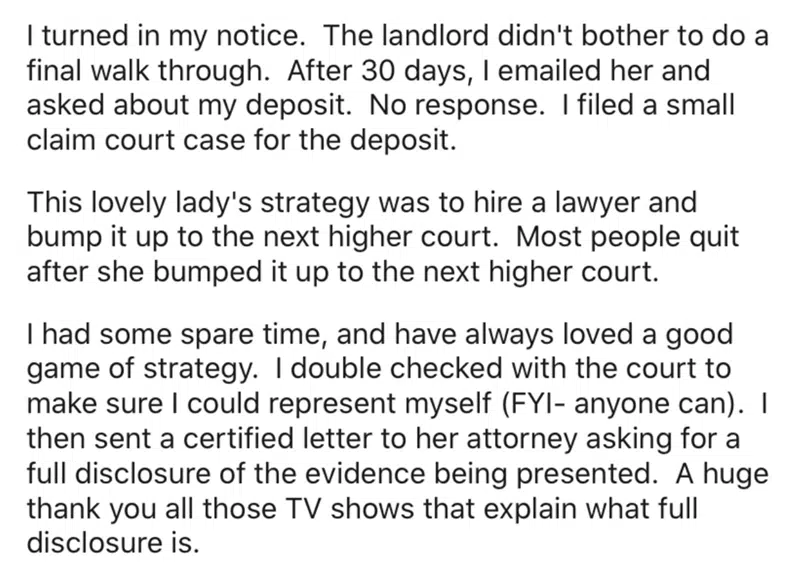 I turned in my notice.  The landlord didn't bother to do a
final walk through.  After 30 days, I emailed her and
asked about my deposit.  No response.  I filed a small
claim court case for the deposit.
This lovely lady's strategy was to hire a lawyer and
bump it up to the next higher court.  Most people quit
after she bumped it up to the next higher court.
I had some spare time, and have always loved a good
game of strategy.  I double checked with the court to
make sure I could represent myself (FYI- anyone can).  I
then sent a certified letter to her attorney asking for a
full disclosure of the evidence being presented.  A huge
thank you all those TV shows that explain what full
disclosure is.